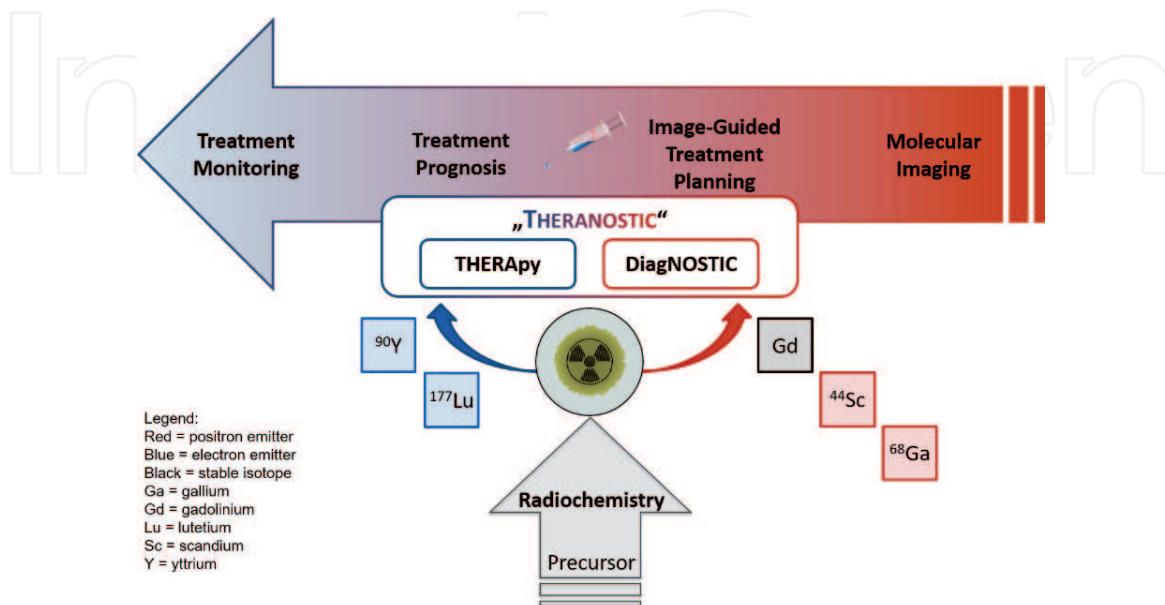 Treatment
Monitoring
Treatment
Prognosis
Image-Guided
Treatment
Planning
Molecular
Imaging
„THERANOSTIC“
THERApy
DiagNOSTIC
⁹⁰Y
¹⁷⁷Lu
Gd
⁴⁴Sc
⁶⁸Ga
Legend:
Red = positron emitter
Blue = electron emitter
Black = stable isotope
Ga = gallium
Gd = gadolinium
Lu = lutetium
Sc = scandium
Y = yttrium
Radiochemistry
Precursor